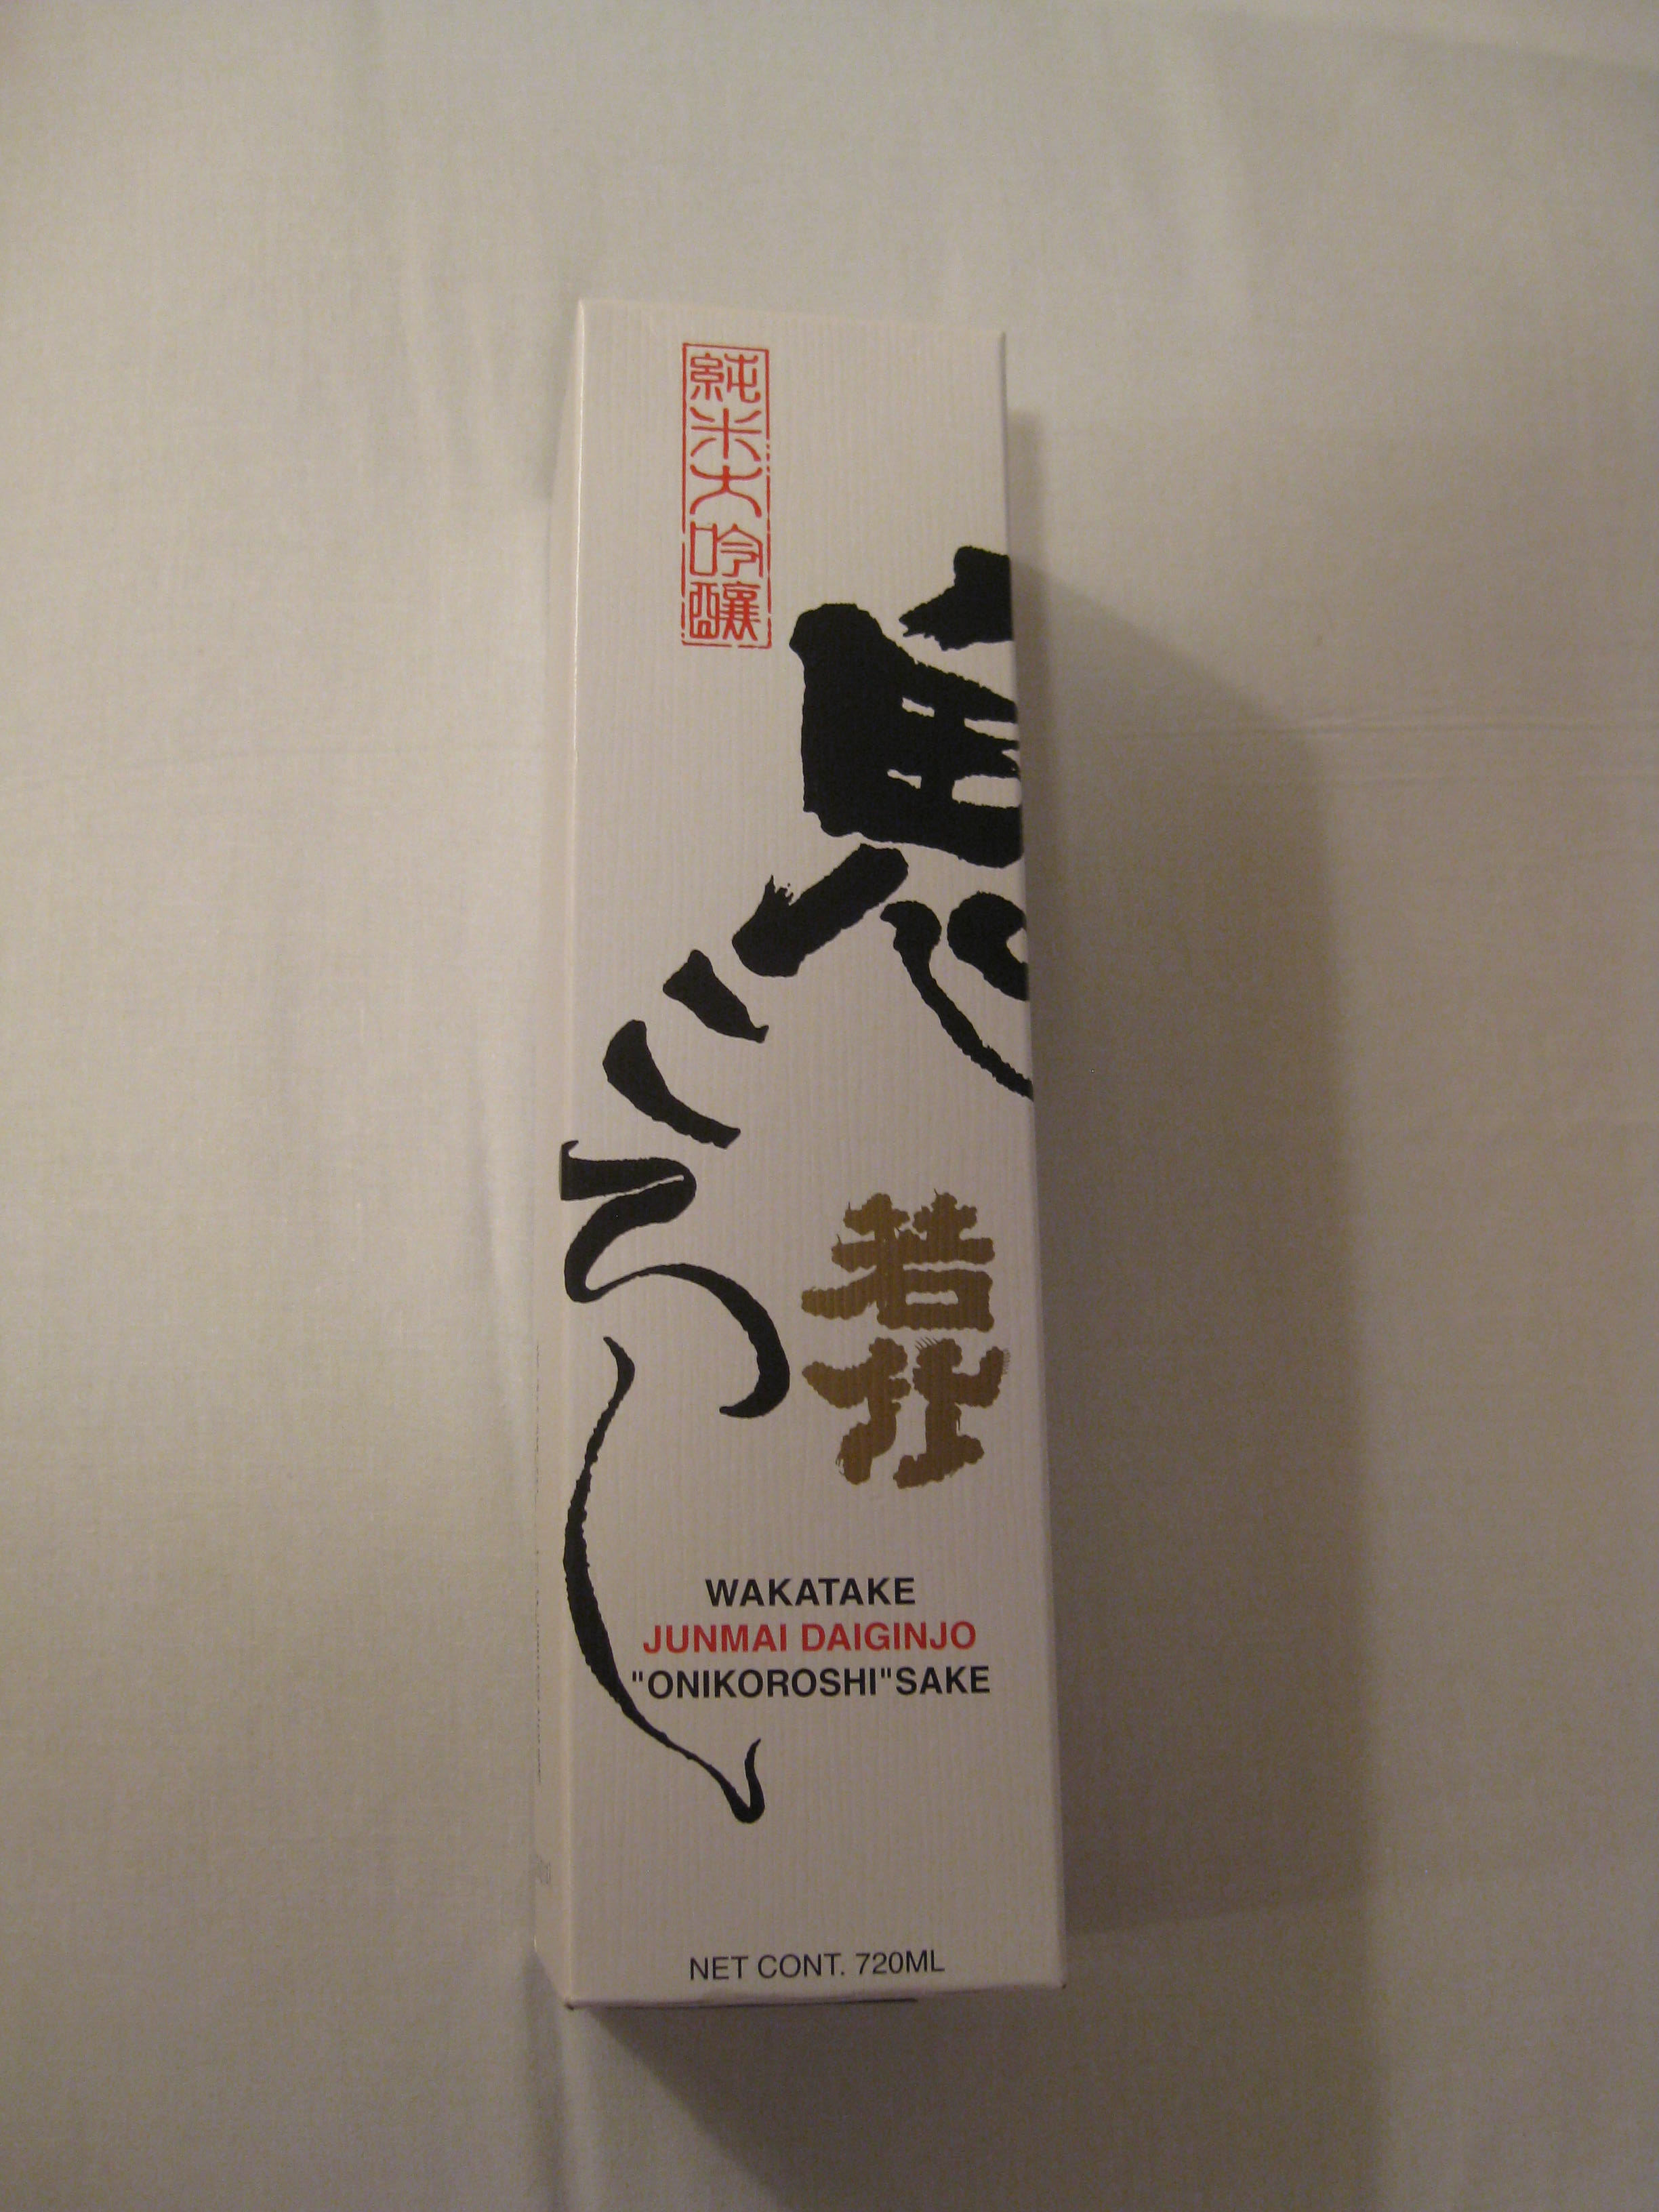 純米大吟醸
鬼ころし
若竹
WAKATAKE
JUNMAI DAIGINJO
"ONIKOROSHI"SAKE
NET CONT. 720ML